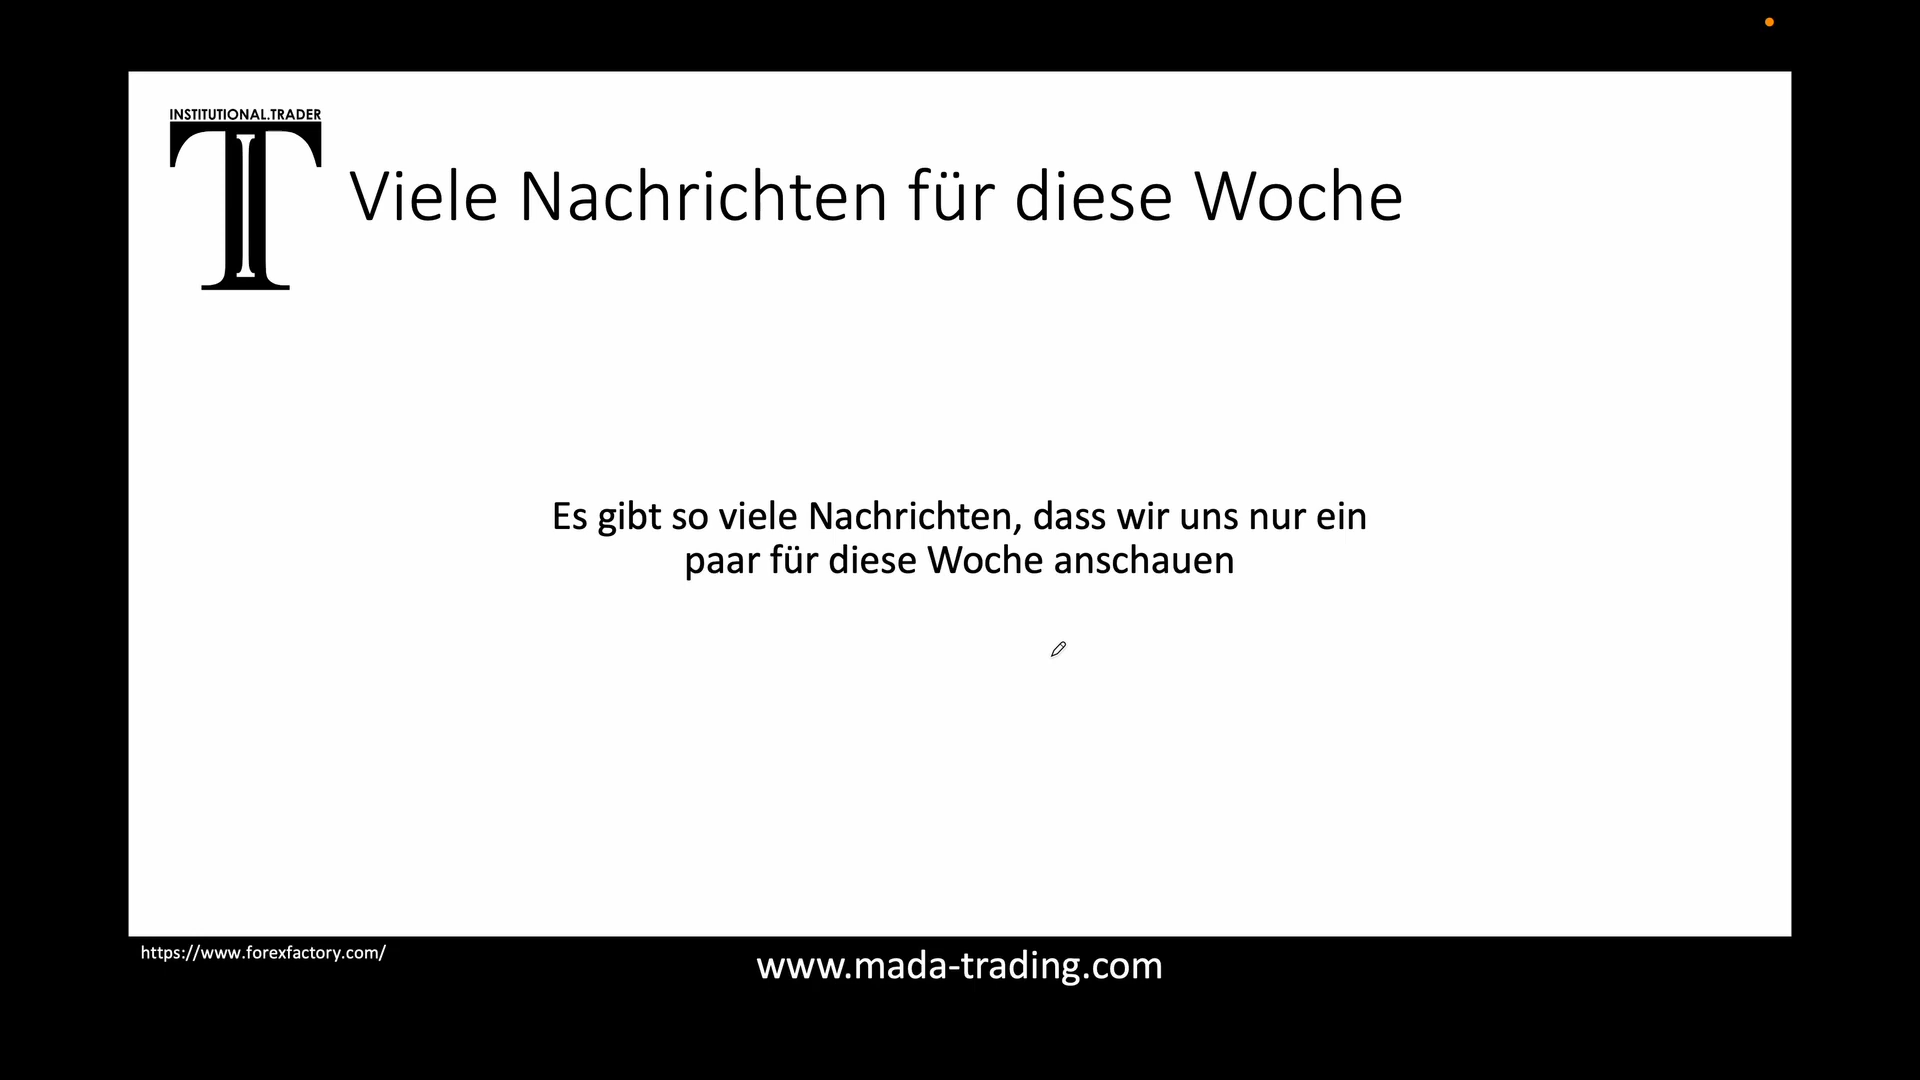 INSTITUTIONAL.TRADER
Viele Nachrichten für diese Woche
Es gibt so viele Nachrichten, dass wir uns nur ein
paar für diese Woche anschauen
https://www.forexfactory.com/
www.mada-trading.com